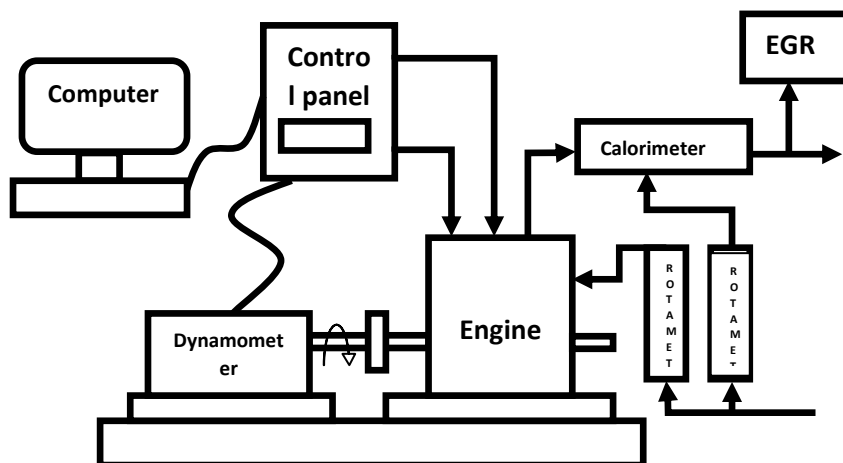 EGR
Contro
l panel
Computer
Calorimeter
Engine
Dynamomet
er
R
O
T
A
M
E
T
R
O
T
A
M
E
T